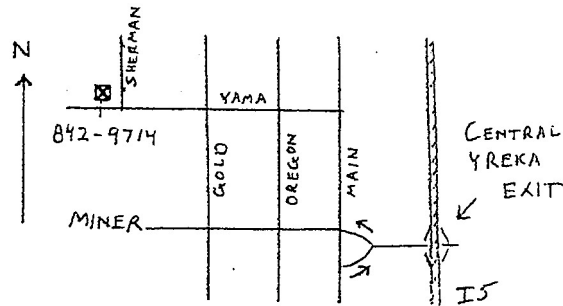 N
SHERMAN
YAMA
842-9714
GOLD
OREGON
MAIN
CENTRAL
YREKA
EXIT
MINER
I5